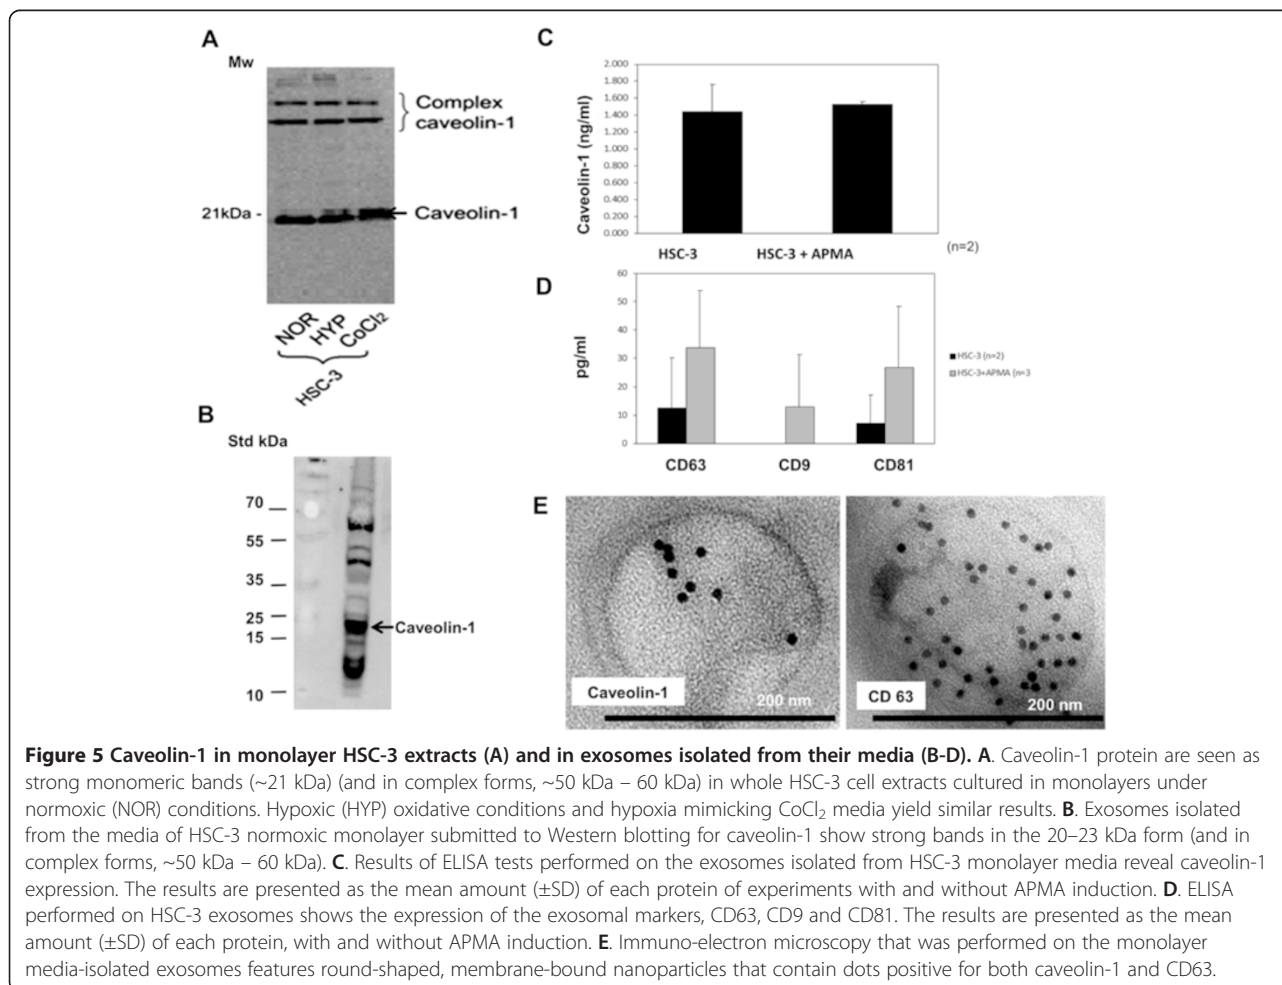 A
Mw
Complex
caveolin-1
21kDa -
Caveolin-1
NOR
HYP
CoCl₂
HSC-3
B
Std kDa
70
55
35
25
15
10
Caveolin-1
C
Caveolin-1 (ng/ml)
2.000
1.800
1.600
1.400
1.200
1.000
0.800
0.600
0.400
0.200
0.000
HSC-3
HSC-3 + APMA
(n=2)
D
pg/ml
60
50
40
30
20
10
0
CD63
CD9
CD81
HSC-3 (n=2)
HSC-3+APMA (n=3
E
Caveolin-1
200 nm
CD 63
200 nm
Figure 5 Caveolin-1 in monolayer HSC-3 extracts (A) and in exosomes isolated from their media (B-D). A. Caveolin-1 protein are seen as
strong monomeric bands (~21 kDa) (and in complex forms, ~50 kDa – 60 kDa) in whole HSC-3 cell extracts cultured in monolayers under
normoxic (NOR) conditions. Hypoxic (HYP) oxidative conditions and hypoxia mimicking CoCl₂ media yield similar results. B. Exosomes isolated
from the media of HSC-3 normoxic monolayer submitted to Western blotting for caveolin-1 show strong bands in the 20–23 kDa form (and in
complex forms, ~50 kDa – 60 kDa). C. Results of ELISA tests performed on the exosomes isolated from HSC-3 monolayer media reveal caveolin-1
expression. The results are presented as the mean amount (±SD) of each protein of experiments with and without APMA induction. D. ELISA
performed on HSC-3 exosomes shows the expression of the exosomal markers, CD63, CD9 and CD81. The results are presented as the mean
amount (±SD) of each protein, with and without APMA induction. E. Immuno-electron microscopy that was performed on the monolayer
media-isolated exosomes features round-shaped, membrane-bound nanoparticles that contain dots positive for both caveolin-1 and CD63.